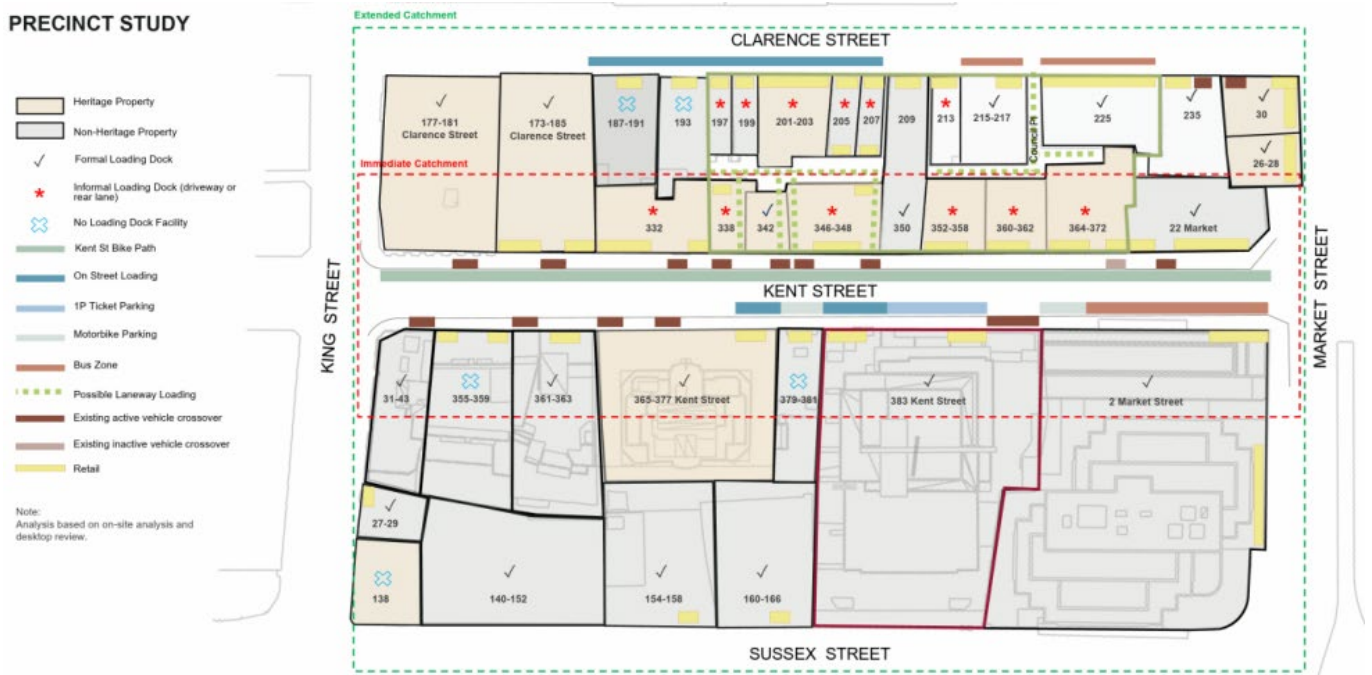 PRECINCT STUDY
Heritage Property
Non-Heritage Property
Formal Loading Dock
Informal Loading Dock (driveway or
rear lane)
No Loading Dock Facility
Kent St Bike Path
On Street Loading
1P Ticket Parking
Motorbike Parking
Bus Zone
Possible Laneway Loading
Existing active vehicle crossover
Existing inactive vehicle crossover
Retail
Note:
Analysis based on on-site analysis and
desktop review.
Extended Catchment
CLARENCE STREET
177-181
Clarence Street
173-185
Clarence Street
187-191
193
197
199
201-203
205
207
209
213
215-217
Council Pl
225
235
30
26-28
Immediate Catchment
332
338
342
346-348
350
352-358
360-362
364-372
22 Market
KENT STREET
KING STREET
MARKET STREET
31-43
355-359
361-363
365-377 Kent Street
379-381
383 Kent Street
2 Market Street
27-29
138
140-152
154-158
160-166
SUSSEX STREET